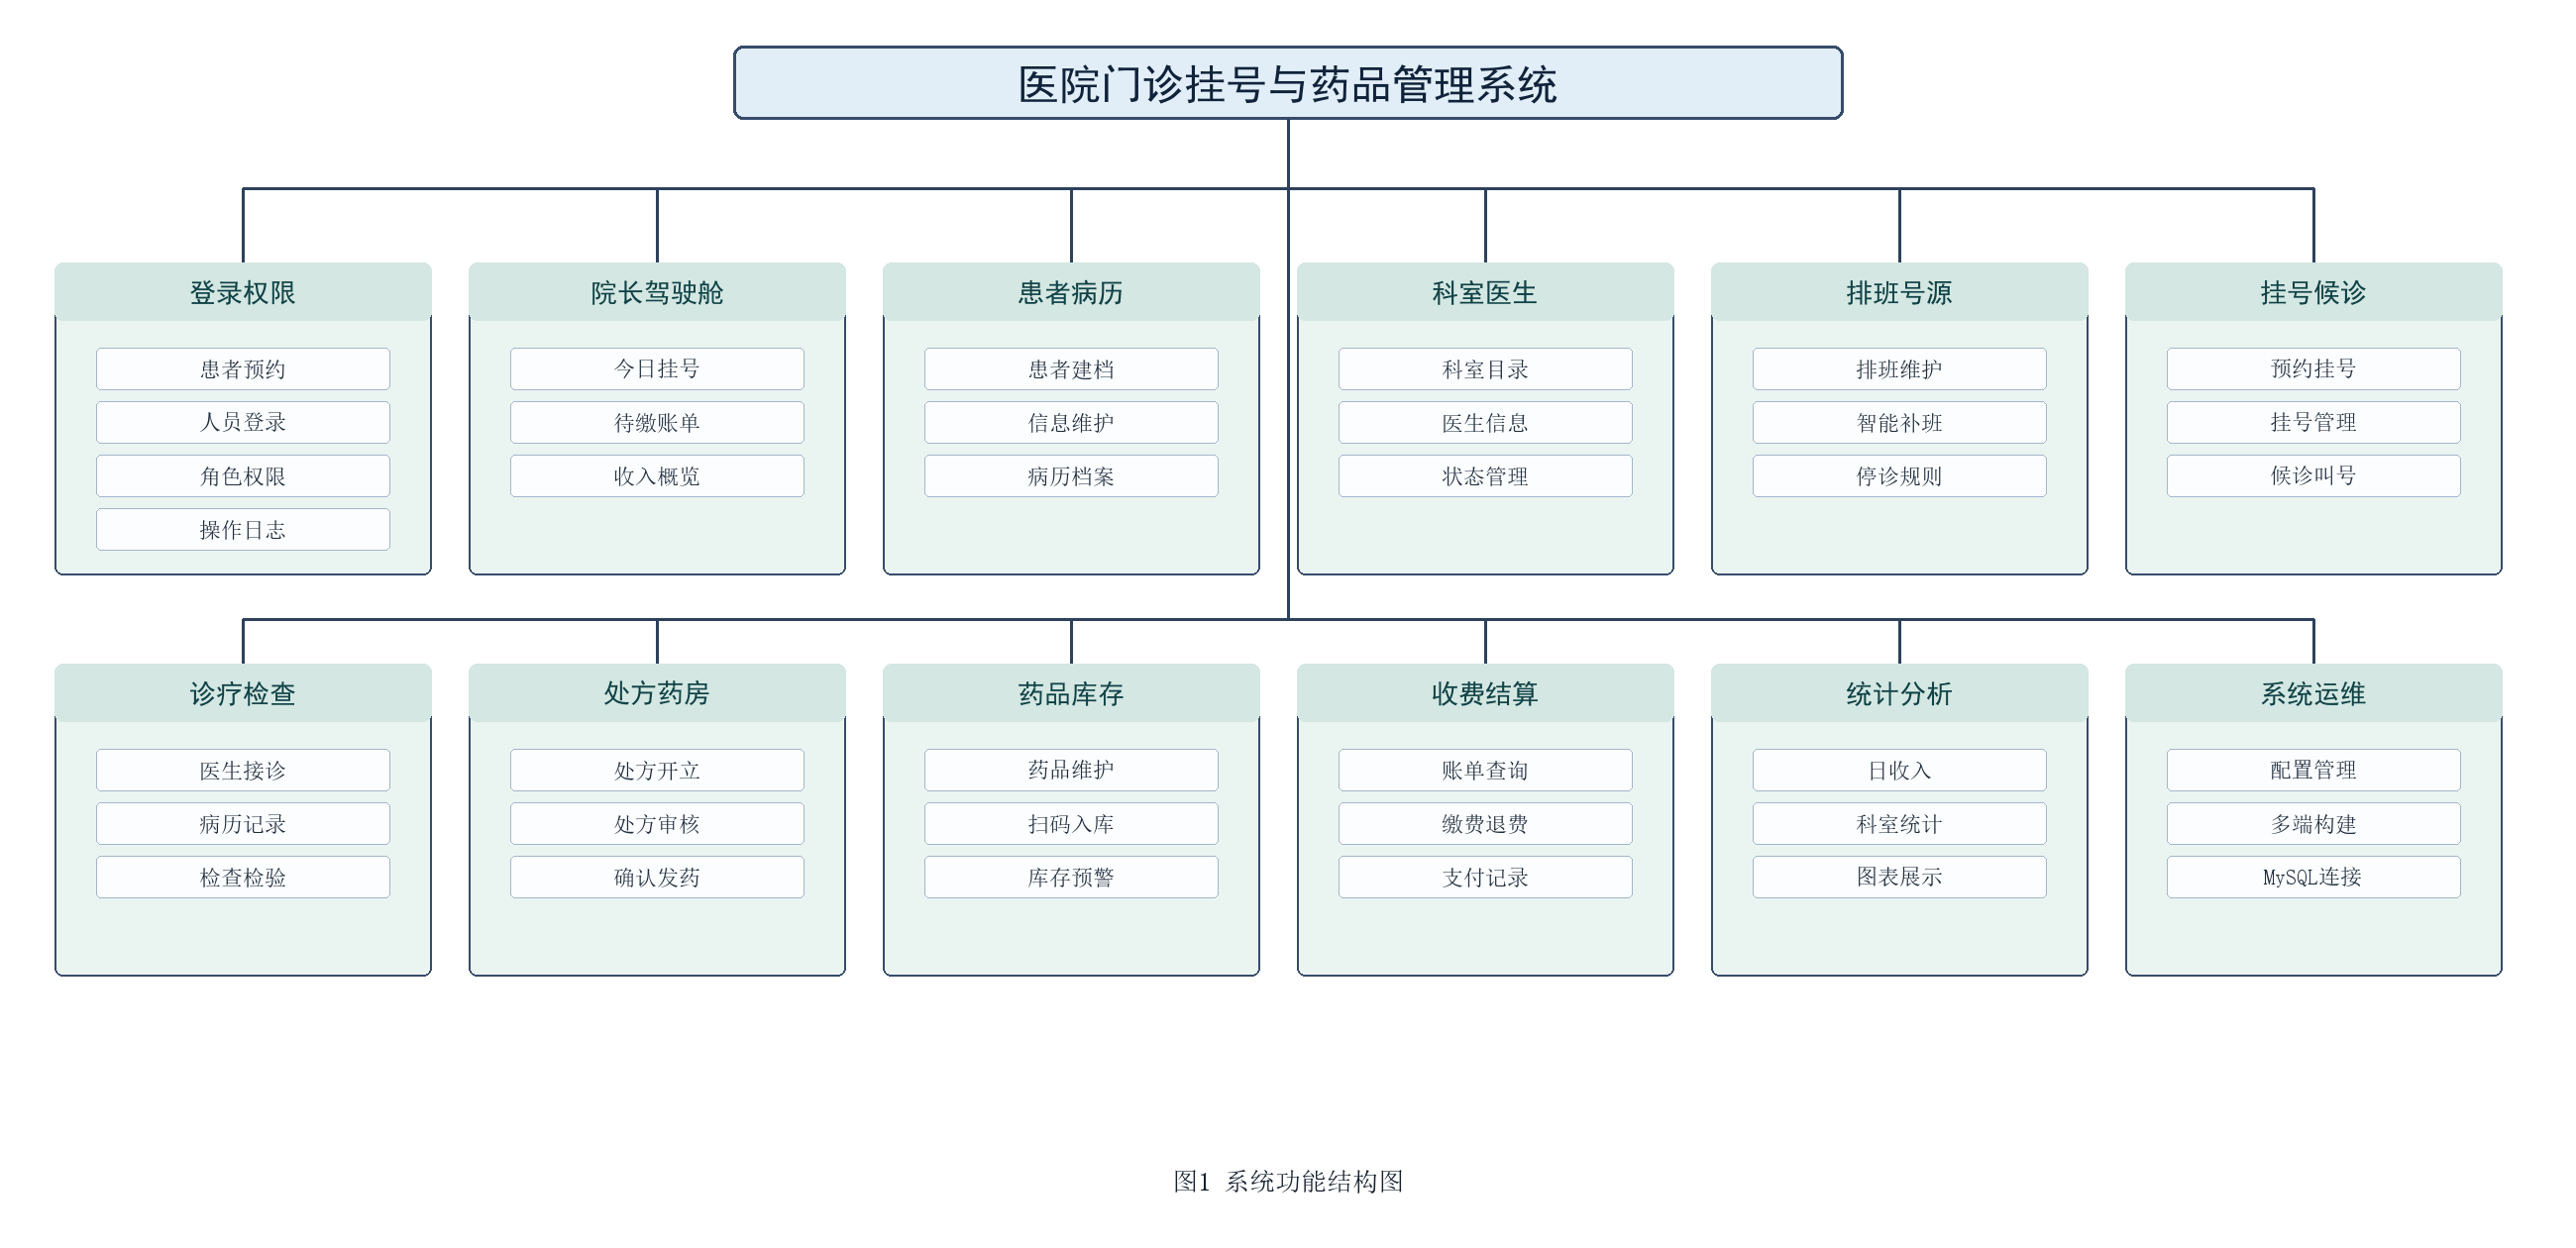 医院门诊挂号与药品管理系统
登录权限
患者预约
人员登录
角色权限
操作日志
院长驾驶舱
今日挂号
待缴账单
收入概览
患者病历
患者建档
信息维护
病历档案
科室医生
科室目录
医生信息
状态管理
排班号源
排班维护
智能补班
停诊规则
挂号候诊
预约挂号
挂号管理
候诊叫号
诊疗检查
医生接诊
病历记录
检查检验
处方药房
处方开立
处方审核
确认发药
药品库存
药品维护
扫码入库
库存预警
收费结算
账单查询
缴费退费
支付记录
统计分析
日收入
科室统计
图表展示
系统运维
配置管理
多端构建
MySQL连接
图1 系统功能结构图